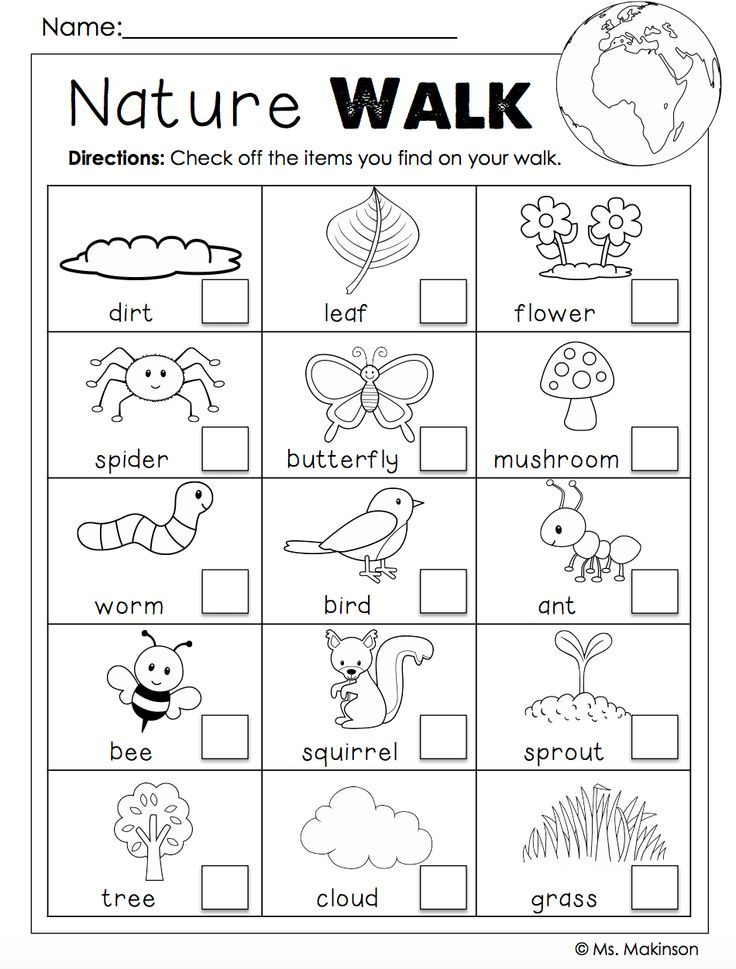 Name:____________________
Nature WALK
Directions: Check off the items you find on your walk.
dirt leaf flower
spider butterfly mushroom
worm bird ant
bee squirrel sprout
tree cloud grass
© Ms. Makinson